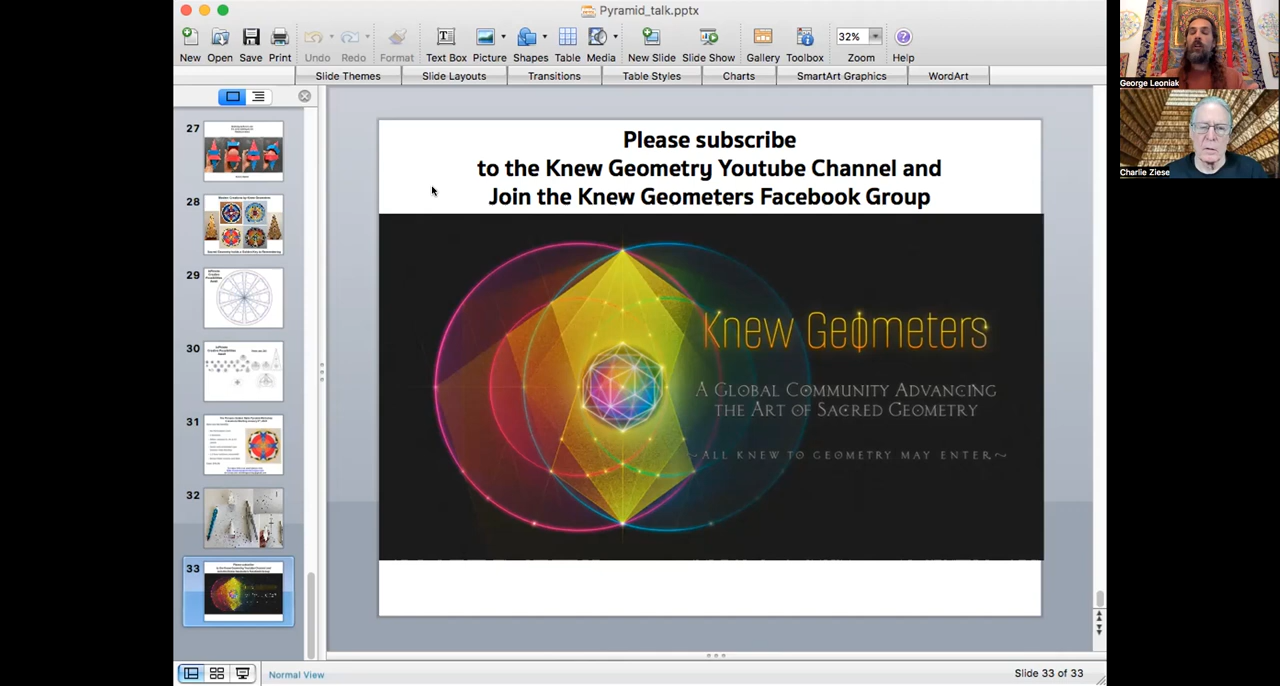 Pyramid_talk.pptx
New
Open
Save
Print
Undo
Redo
Format
Text Box
Picture
Shapes
Table
Media
New Slide
Slide Show
Gallery
Toolbox
32%
Zoom
Help
Slide Themes
Slide Layouts
Transitions
Table Styles
Charts
SmartArt Graphics
WordArt
27
28
29
30
31
32
33
Please subscribe
to the Knew Geometry Youtube Channel and
Join the Knew Geometers Facebook Group
Knew Geφmeters
A Global Community Advancing
the Art of Sacred Geometry
~All Knew to Geometry May Enter~
Normal View
Slide 33 of 33
George Leoniak
Charlie Ziese